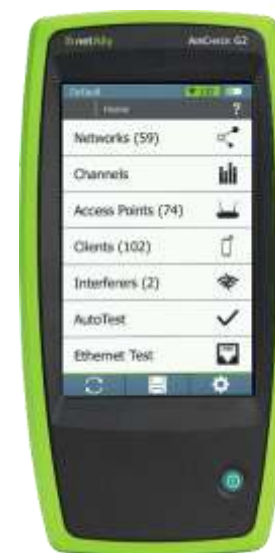 netAlly AirCheck G2
Default
Home ?
Networks (59)
Channels
Access Points (74)
Clients (102)
Interferers (2)
AutoTest
Ethernet Test